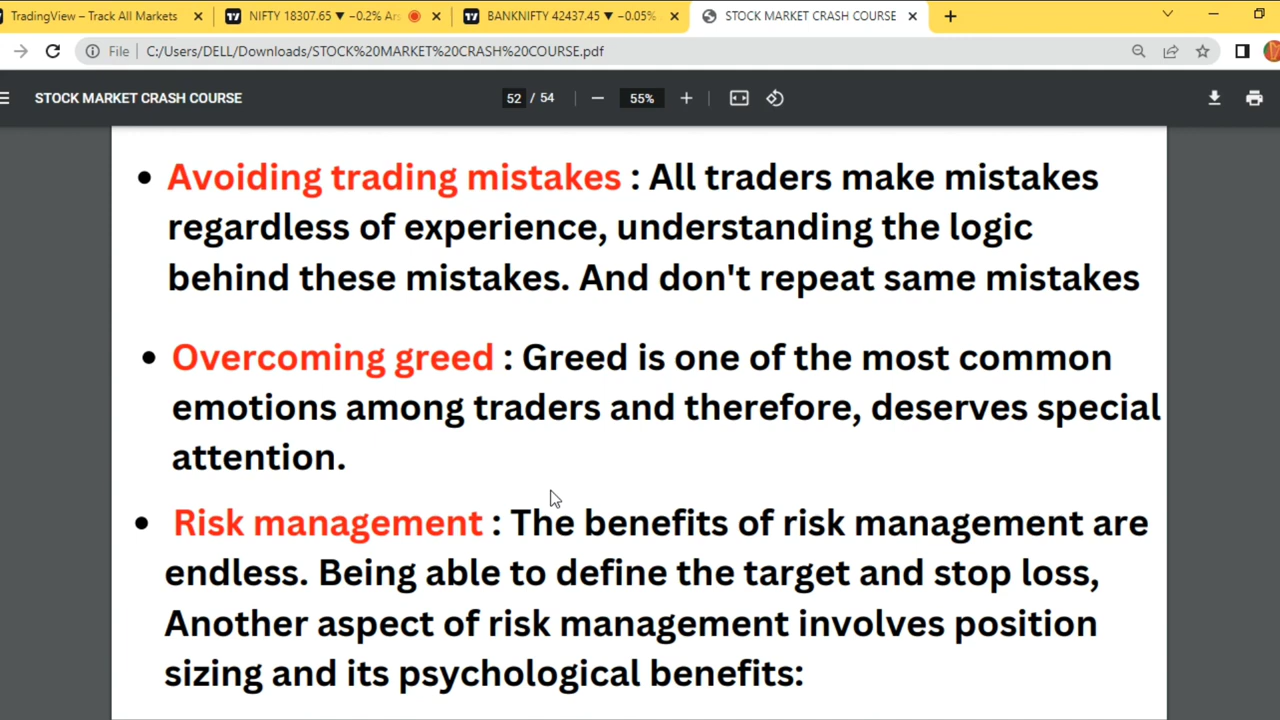 TradingView – Track All Markets
NIFTY 18307.65 ▼ −0.2%
BANKNIFTY 42437.45 ▼ −0.05%
STOCK MARKET CRASH COURSE
File C:/Users/DELL/Downloads/STOCK%20MARKET%20CRASH%20COURSE.pdf
STOCK MARKET CRASH COURSE 52 / 54 55%
• Avoiding trading mistakes : All traders make mistakes
regardless of experience, understanding the logic
behind these mistakes. And don't repeat same mistakes
• Overcoming greed : Greed is one of the most common
emotions among traders and therefore, deserves special
attention.
• Risk management : The benefits of risk management are
endless. Being able to define the target and stop loss,
Another aspect of risk management involves position
sizing and its psychological benefits: